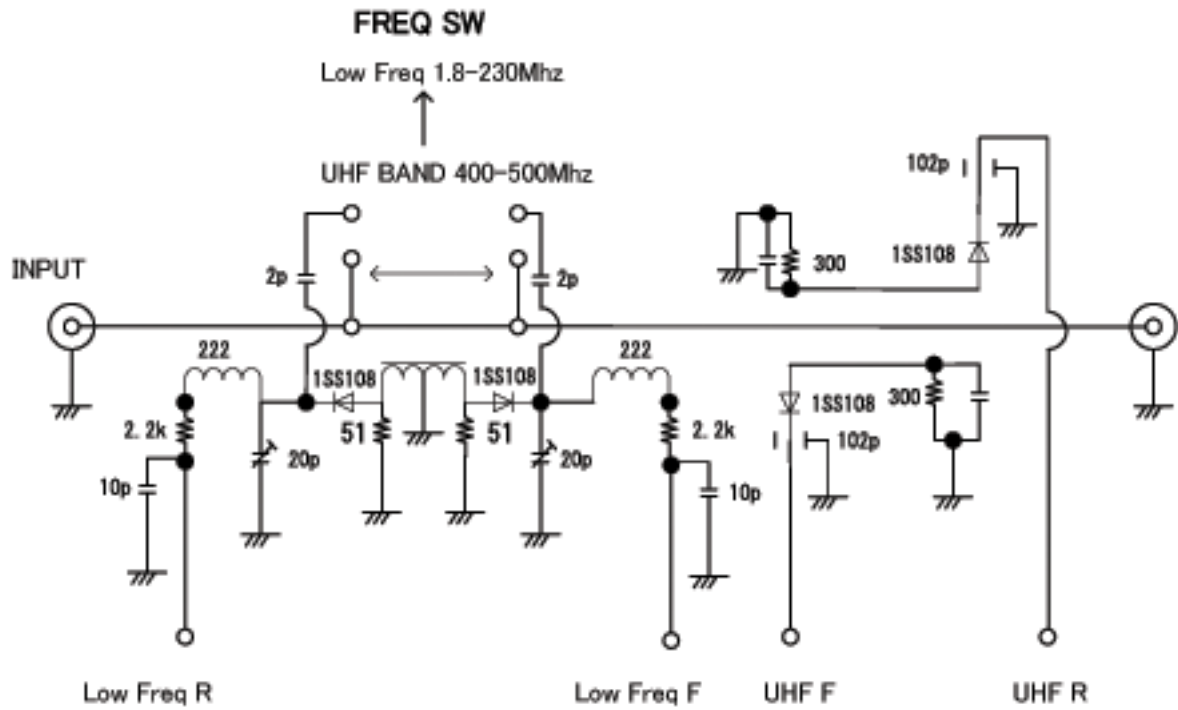 FREQ SW
Low Freq 1.8-230Mhz
UHF BAND 400-500Mhz
102p
INPUT
2p
2p
300
1SS108
222
1SS108
1SS108
222
2.2k
51
51
20p
20p
2.2k
1SS108
300
102p
10p
10p
Low Freq R
Low Freq F
UHF F
UHF R